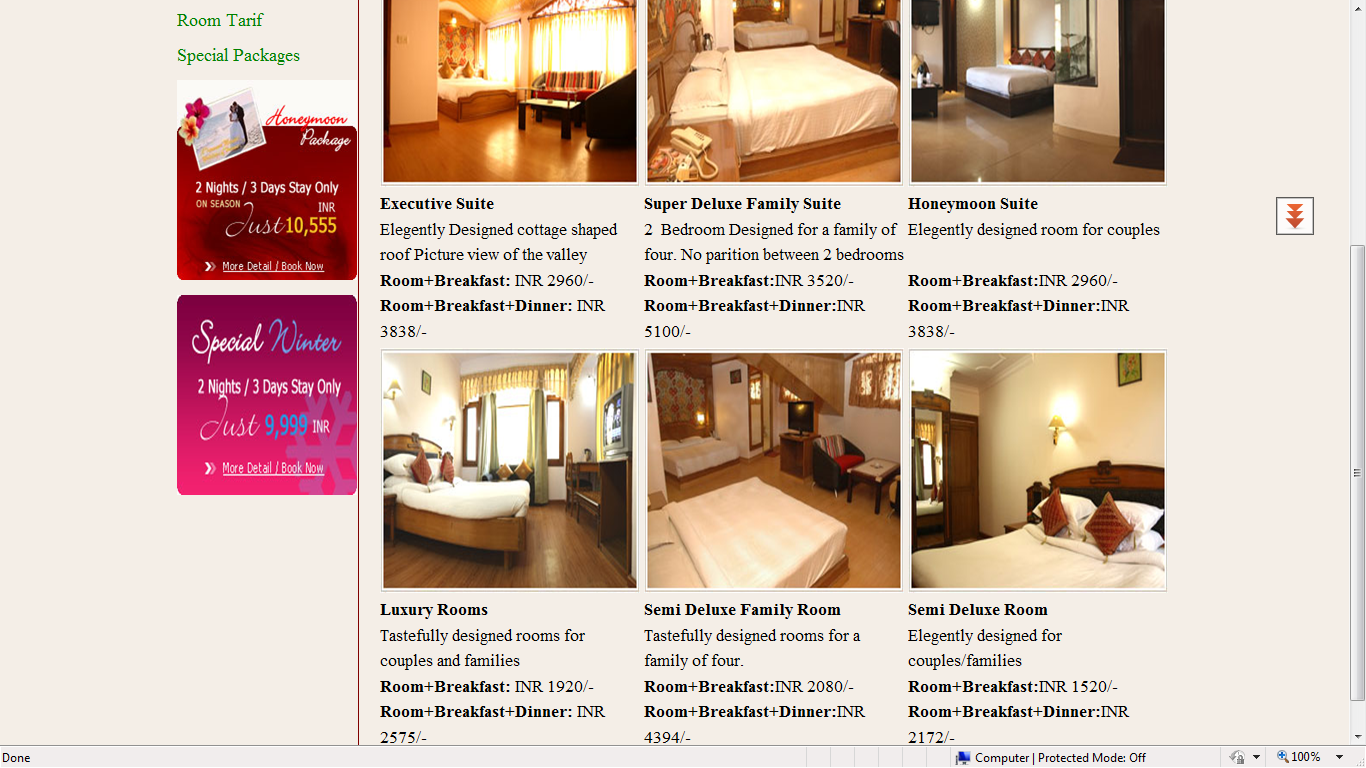 Room Tarif
Special Packages
Honeymoon
Package
2 Nights / 3 Days Stay Only
ON SEASON
INR
Just 10,555
More Detail / Book Now
Special Winter
2 Nights / 3 Days Stay Only
Just 9,999 INR
More Detail / Book Now
Executive Suite
Elegently Designed cottage shaped
roof Picture view of the valley
Room+Breakfast: INR 2960/-
Room+Breakfast+Dinner: INR
3838/-
Super Deluxe Family Suite
2 Bedroom Designed for a family of
four. No parition between 2 bedrooms
Room+Breakfast:INR 3520/-
Room+Breakfast+Dinner:INR
5100/-
Honeymoon Suite
Elegently designed room for couples
Room+Breakfast:INR 2960/-
Room+Breakfast+Dinner:INR
3838/-
Luxury Rooms
Tastefully designed rooms for
couples and families
Room+Breakfast: INR 1920/-
Room+Breakfast+Dinner: INR
2575/-
Semi Deluxe Family Room
Tastefully designed rooms for a
family of four.
Room+Breakfast:INR 2080/-
Room+Breakfast+Dinner:INR
4394/-
Semi Deluxe Room
Elegently designed for
couples/families
Room+Breakfast:INR 1520/-
Room+Breakfast+Dinner:INR
2172/-
Done
Computer | Protected Mode: Off
100%